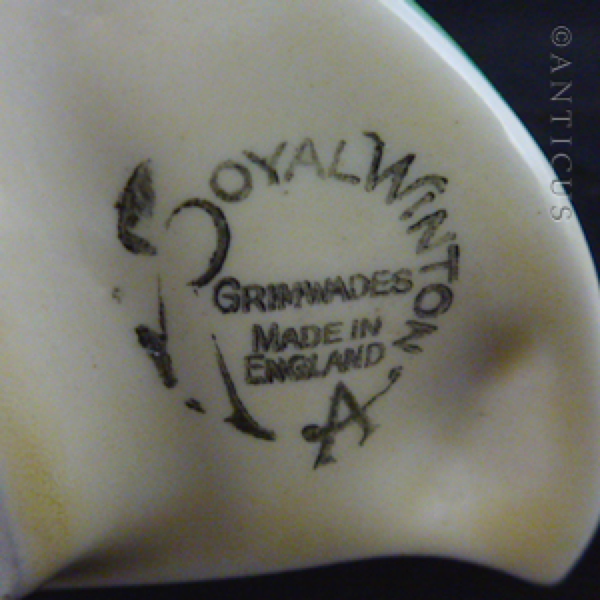 ROYAL WINTON
GRIMWADES
MADE IN
ENGLAND
A
©ANTICUS